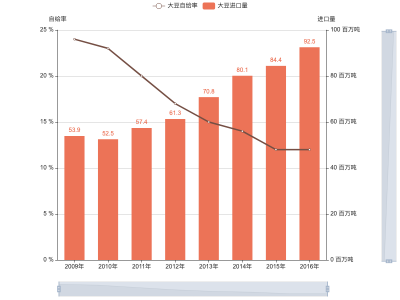 大豆自给率 大豆进口量
自给率 进口量
25 % 100 百万吨
92.5
84.4
20 % 80.1 80 百万吨
70.8
15 % 61.3 60 百万吨
57.4
53.9 52.5
10 % 40 百万吨
5 % 20 百万吨
0 % 0 百万吨
2009年 2010年 2011年 2012年 2013年 2014年 2015年 2016年